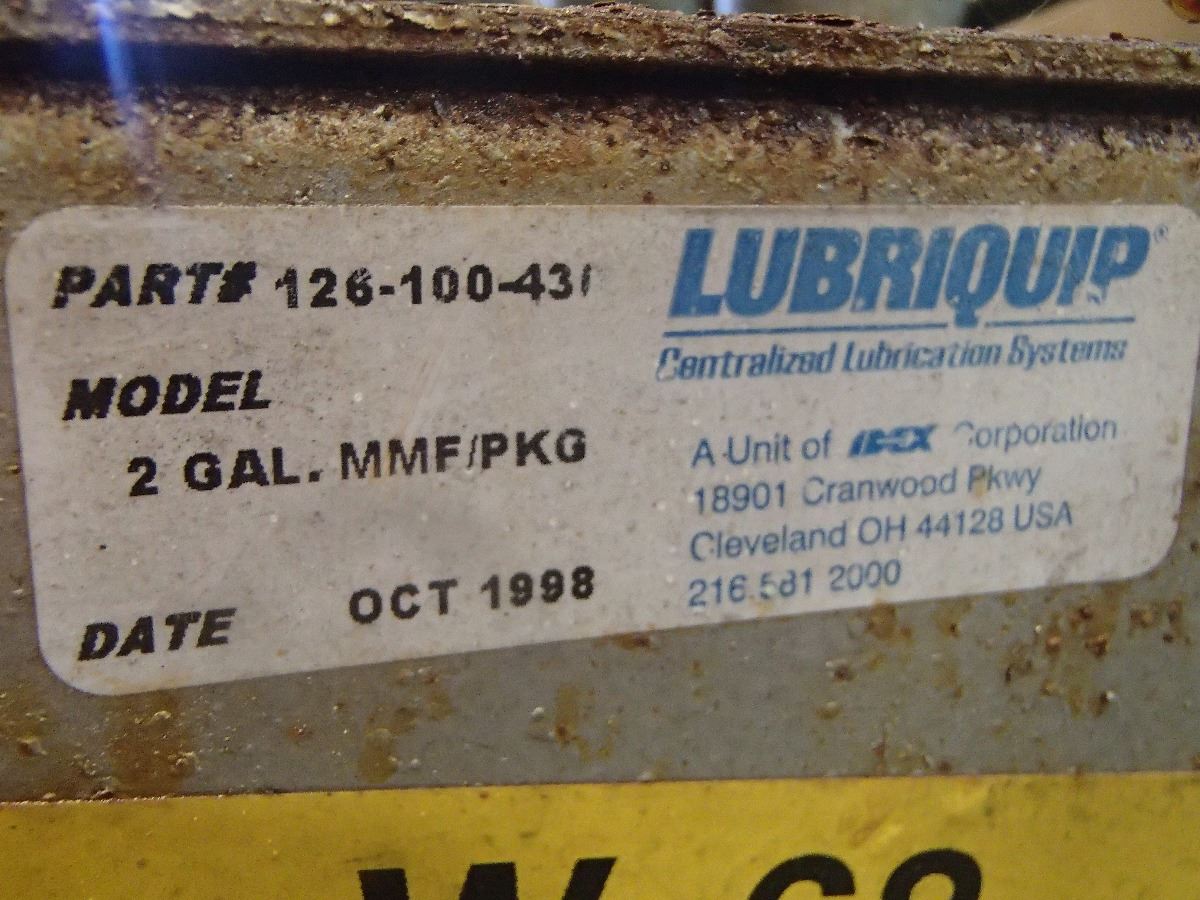 PART# 126-100-43
MODEL
2 GAL. MMF/PKG
DATE OCT 1998
LUBRIQUIP®
Centralized Lubrication Systems
A Unit of IDEX Corporation
18901 Cranwood Pkwy
Cleveland OH 44128 USA
216.581 2000